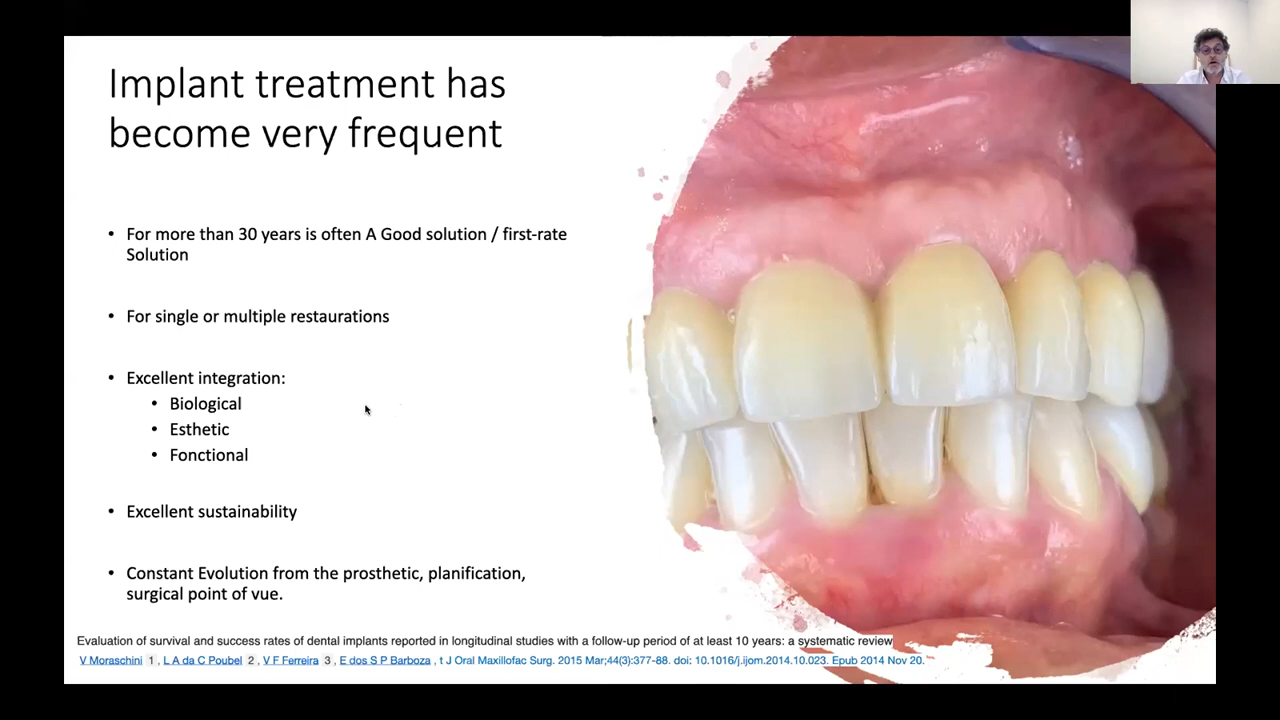 Implant treatment has
become very frequent
• For more than 30 years is often A Good solution / first-rate
Solution
• For single or multiple restaurations
• Excellent integration:
• Biological
• Esthetic
• Fonctional
• Excellent sustainability
• Constant Evolution from the prosthetic, planification,
surgical point of vue.
Evaluation of survival and success rates of dental implants reported in longitudinal studies with a follow-up period of at least 10 years: a systematic review
V Moraschini 1 , L A da C Poubel 2 , V F Ferreira 3 , E dos S P Barboza , t J Oral Maxillofac Surg. 2015 Mar;44(3):377-88. doi: 10.1016/j.ijom.2014.10.023. Epub 2014 Nov 20.